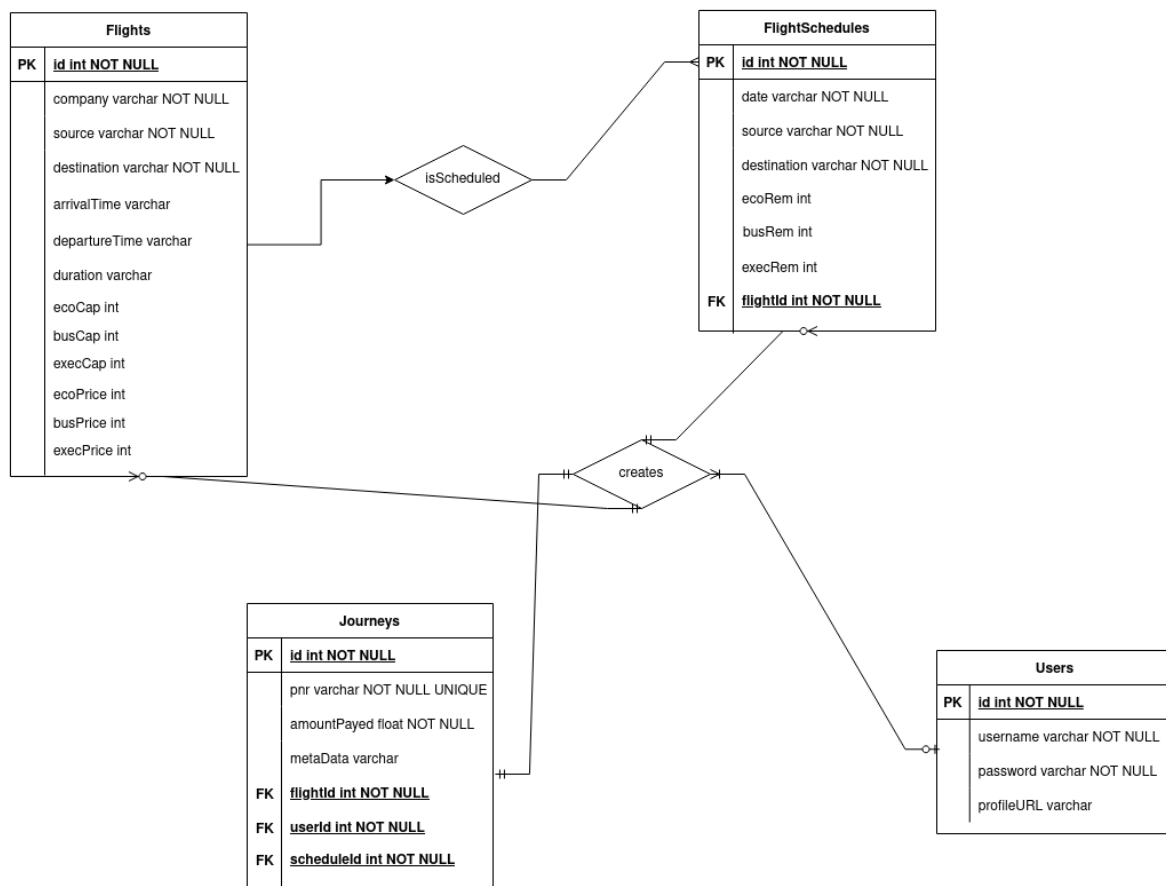 Flights
PK id int NOT NULL
company varchar NOT NULL
source varchar NOT NULL
destination varchar NOT NULL
arrivalTime varchar
departureTime varchar
duration varchar
ecoCap int
busCap int
execCap int
ecoPrice int
busPrice int
execPrice int
isScheduled
FlightSchedules
PK id int NOT NULL
date varchar NOT NULL
source varchar NOT NULL
destination varchar NOT NULL
ecoRem int
busRem int
execRem int
FK flightId int NOT NULL
creates
Journeys
PK id int NOT NULL
pnr varchar NOT NULL UNIQUE
amountPayed float NOT NULL
metaData varchar
FK flightId int NOT NULL
FK userId int NOT NULL
FK scheduleId int NOT NULL
Users
PK id int NOT NULL
username varchar NOT NULL
password varchar NOT NULL
profileURL varchar